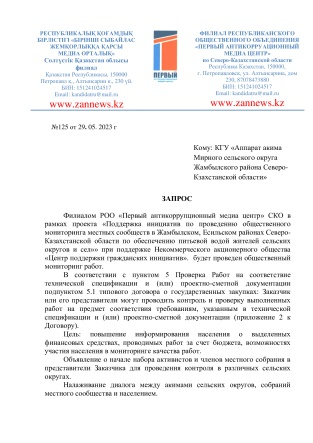 РЕСПУБЛИКАЛЫҚ ҚОҒАМДЫҚ
БІРЛЕСТІГІ «БІРІНШІ СЫБАЙЛАС
ЖЕМҚОРЛЫҚҚА ҚАРСЫ
МЕДИА ОРТАЛЫҚ»
Солтүстік Қазақстан облысы
филиал
Қазақстан Республикасы, 150000
БИН: 151241024517
Email: kandidatru@mail.ru
www.zannews.kz
ПЕРВЫЙ
ФИЛИАЛ РЕСПУБЛИКАНСКОГО
ОБЩЕСТВЕННОГО ОБЪЕДИНЕНИЯ
«ПЕРВЫЙ АНТИКОРРУПЦИОННЫЙ
МЕДИА ЦЕНТР»
по Северо-Казахстанской области
Республика Казахстан, 150000
г. Петропавловск, ул. Алтынсарина, дом
230. 87078473880
БИН: 151241024517
Email: kandidatru@mail.ru
www.zannews.kz
№125 от 29, 05. 2023 г
Кому: КГУ «Аппарат акима
Мирного сельского округа
Жамбылского района Северо-
Казахстанской области»
ЗАПРОС
Филиалом РОО «Первый антикоррупционный медиа центр» СКО в
рамках проекта «Поддержка инициатив по проведению общественного
мониторинга местных сообществ в Жамбылском, Есильском районах Северо-
Казахстанской области по обеспечению питьевой водой жителей сельских
округов и сел» при поддержке Некоммерческого акционерного общества
«Центр поддержки гражданских инициатив». будет проведен общественный
мониторинг работ.
В соответствии с пунктом 5 Проверка Работ на соответствие
технической спецификации и (или) проектно-сметной документации
подпунктом 5.1 типового договора о государственных закупках: Заказчик
или его представители могут проводить контроль и проверку выполненных
работ на предмет соответствия требованиям, указанным в технической
спецификации и (или) проектно-сметной документации (приложение 2 к
Договору).
Цель: повышение информирования населения о выделенных
финансовых средствах, проводимых работ за счет бюджета, возможностях
участия населения в мониторинге качества работ.
Объявление о начале набора активистов и членов местного собрания в
представители Заказчика для проведения контроля в различных сельских
округах.
Налаживание диалога между акимами сельских округов, собраний
местного сообщества и населением.